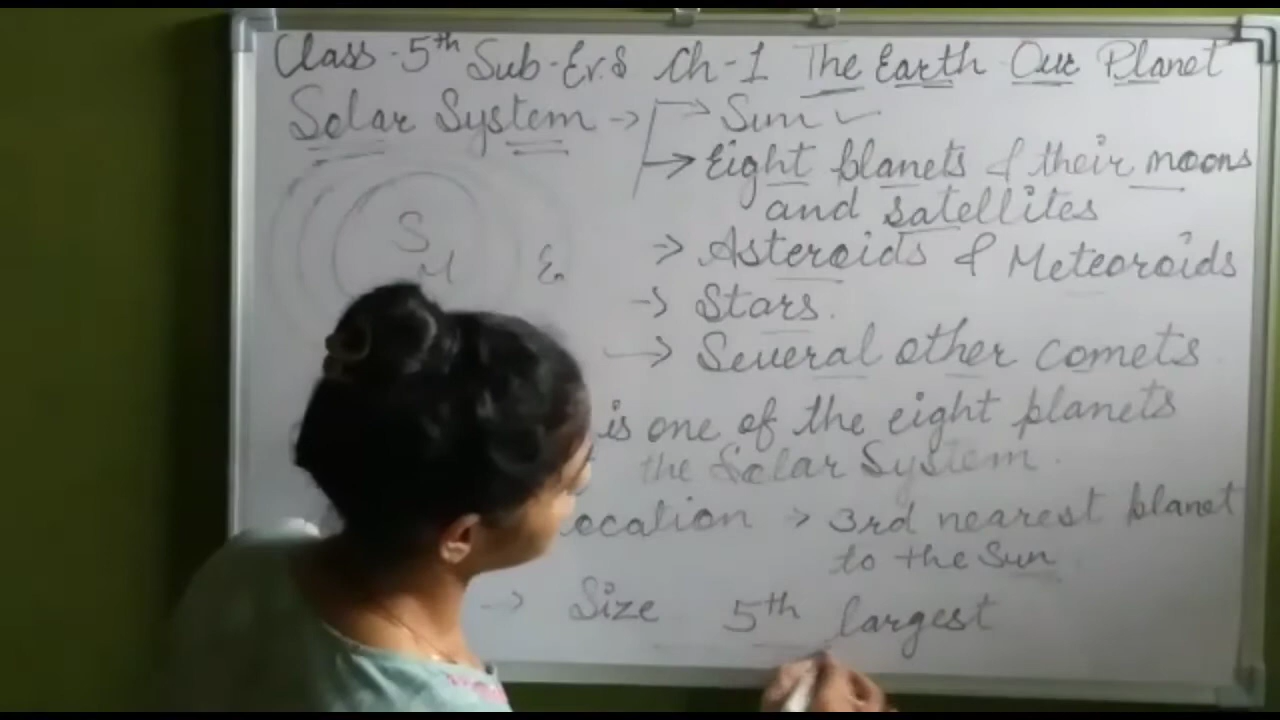 Class-5th Sub-Ev.S Ch-1 The Earth Our Planet
Solar System -> -> Sun ✓
-> Eight planets & their moons
and satellites
-> Asteroids & Meteoroids
-> Stars.
-> Several other comets
S
M
E
is one of the eight planets
the Solar System.
ocation -> 3rd nearest planet
to the Sun
-> Size 5th largest